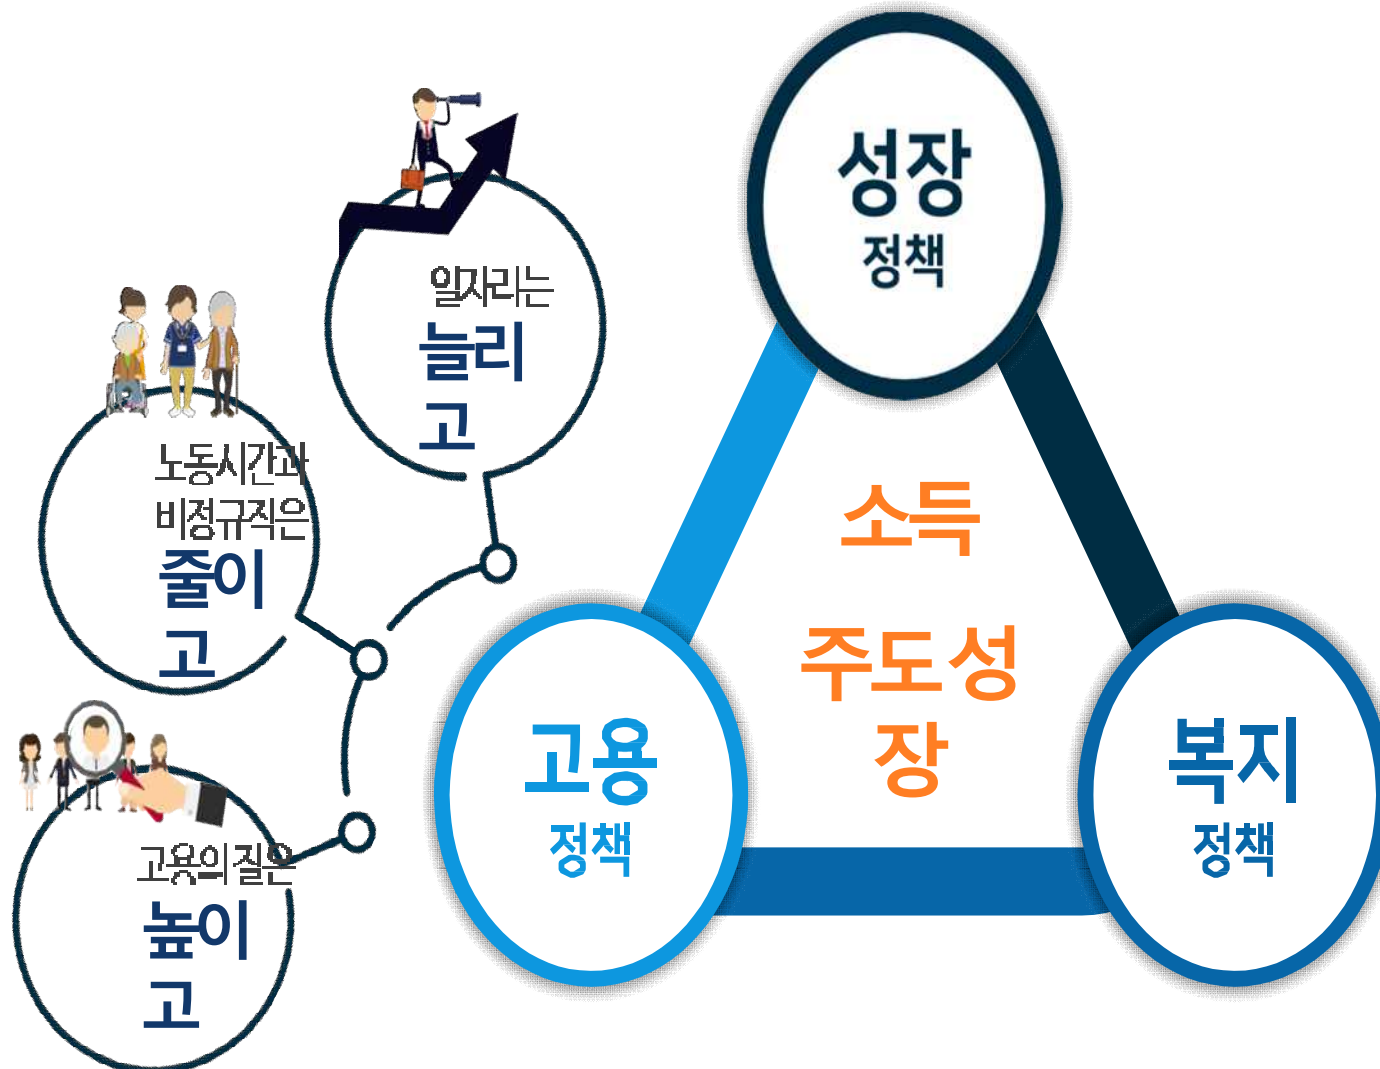 일자리는
늘리
고
노동시간과
비정규직은
줄이
고
고용의 질은
높이
고
성장
정책
소득
주도 성
장
고용
정책
복지
정책